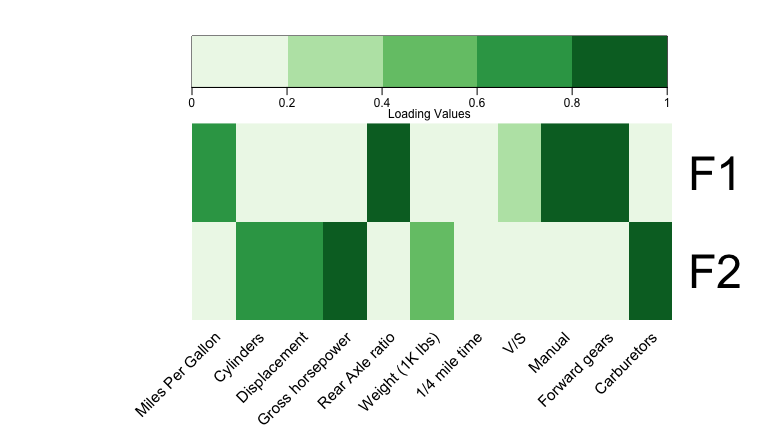 0 0.2 0.4 0.6 0.8 1
Loading Values
F1
F2
Miles Per Gallon
Cylinders
Displacement
Gross horsepower
Rear Axle ratio
Weight (1K lbs)
1/4 mile time
V/S
Manual
Forward gears
Carburetors